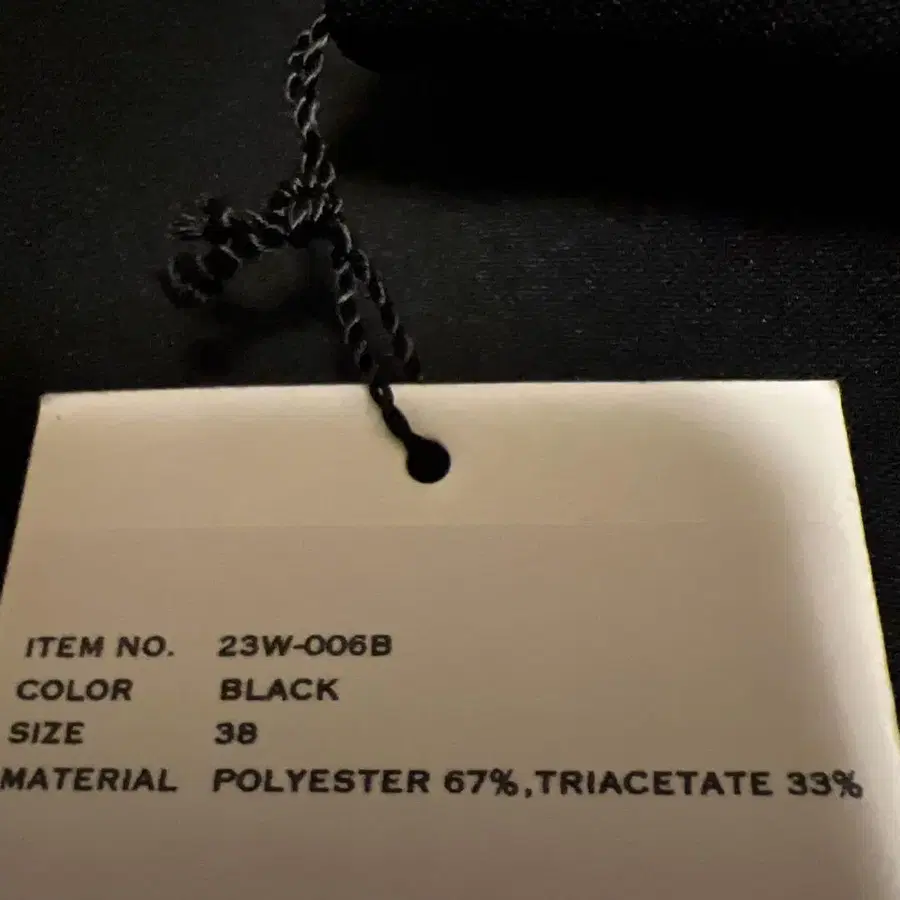 ITEM NO. 23W-006B
COLOR BLACK
SIZE 38
MATERIAL POLYESTER 67%,TRIACETATE 33%